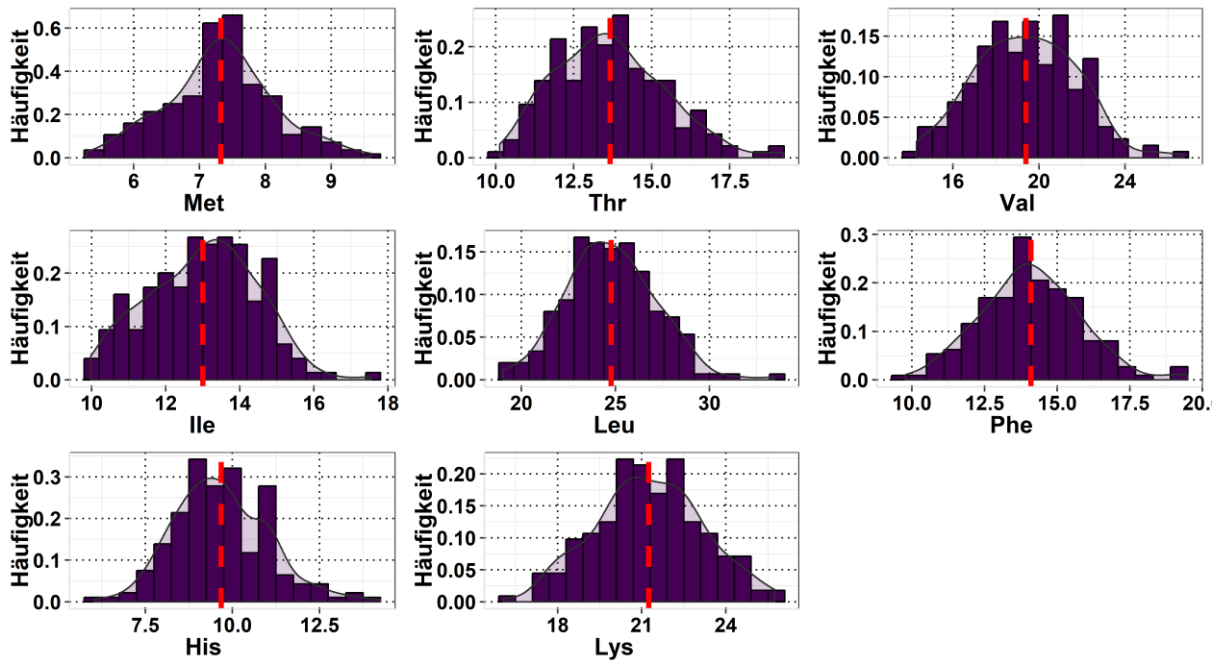 Häufigkeit
0.6
0.4
0.2
0.0
6 7 8 9
Met
Häufigkeit
0.2
0.1
0.0
10.0 12.5 15.0 17.5
Thr
Häufigkeit
0.15
0.10
0.05
0.00
16 20 24
Val
Häufigkeit
0.2
0.1
0.0
10 12 14 16 18
Ile
Häufigkeit
0.15
0.10
0.05
0.00
20 25 30
Leu
Häufigkeit
0.3
0.2
0.1
0.0
10.0 12.5 15.0 17.5 20.0
Phe
Häufigkeit
0.3
0.2
0.1
0.0
7.5 10.0 12.5
His
Häufigkeit
0.20
0.15
0.10
0.05
0.00
18 21 24
Lys